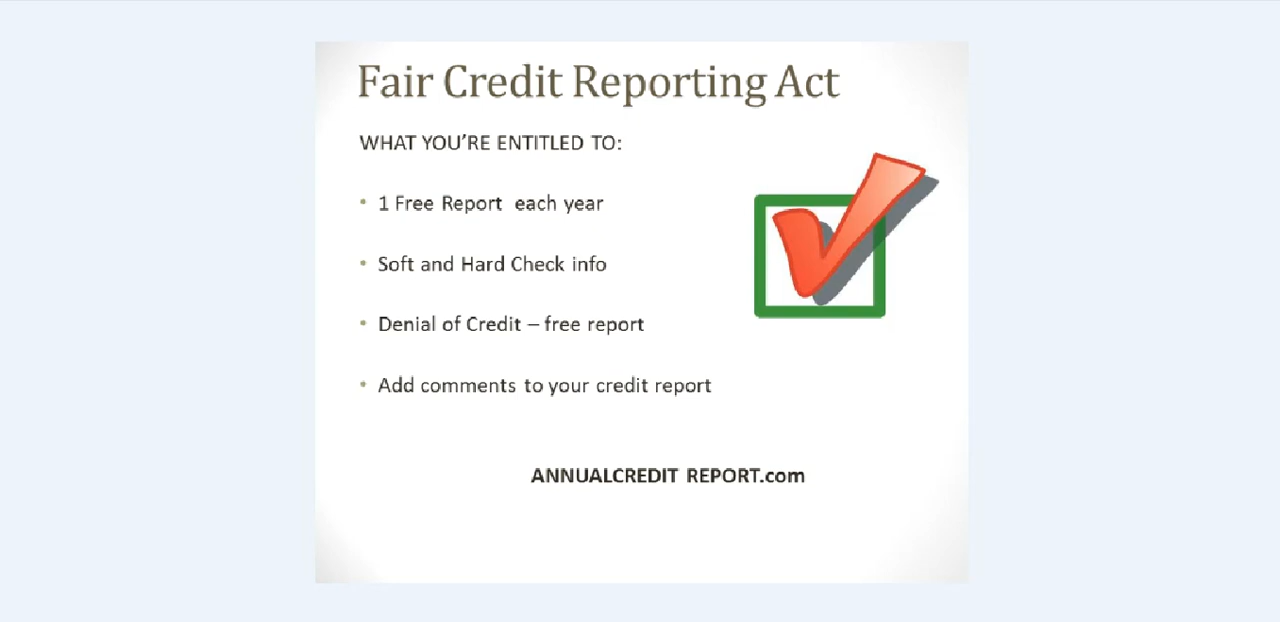 Fair Credit Reporting Act
WHAT YOU'RE ENTITLED TO:
• 1 Free Report  each year
• Soft and Hard Check info
• Denial of Credit – free report
• Add comments to your credit report
ANNUALCREDIT REPORT.com